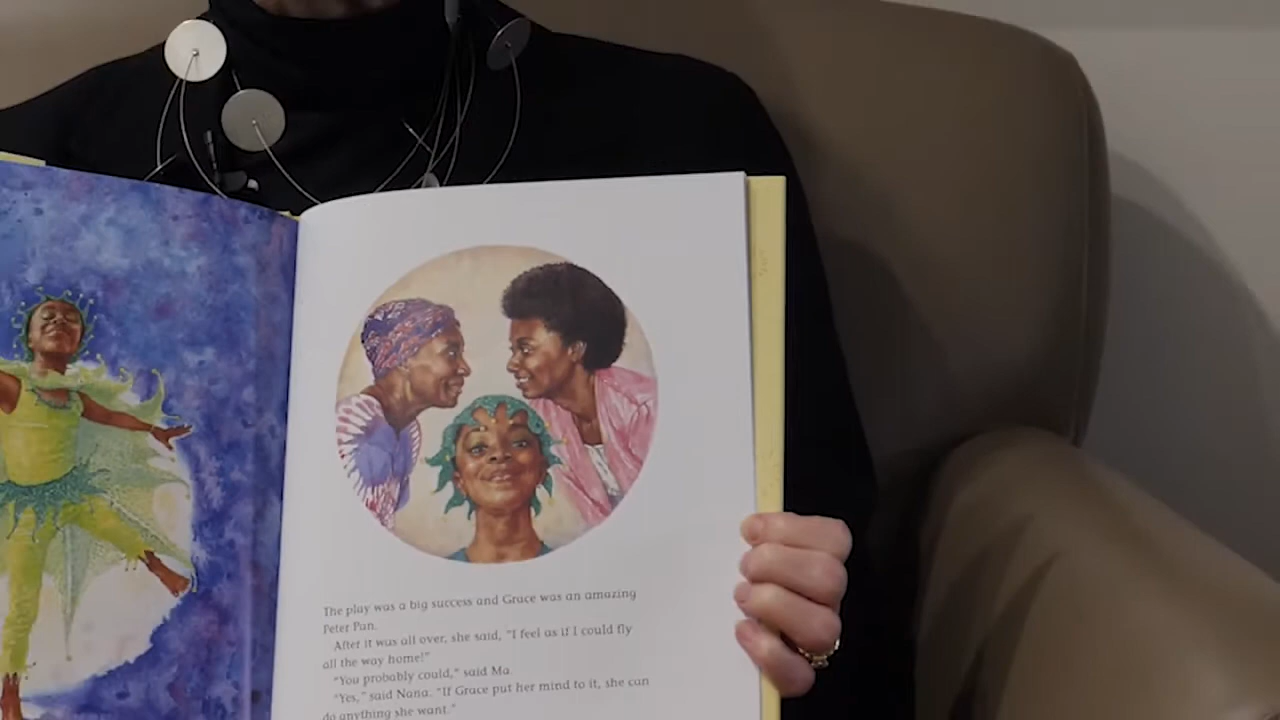 The play was a big success and Grace was an amazing
Peter Pan.
After it was all over, she said, "I feel as if I could fly
all the way home!"
"You probably could," said Ma.
"Yes," said Nana. "If Grace put her mind to it, she can
do anything she want."